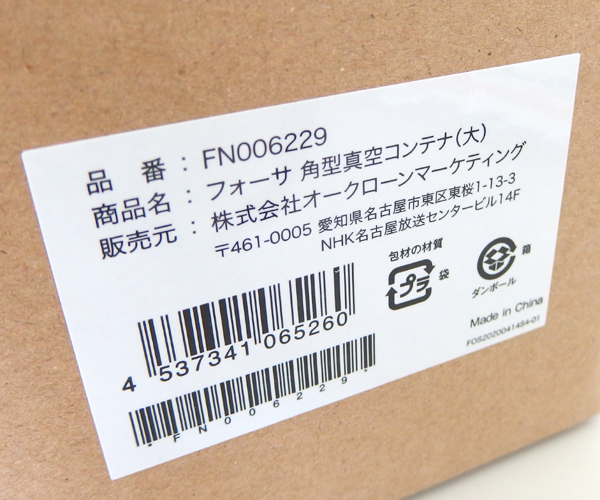 品番：FN006229
商品名：フォーサ 角型真空コンテナ(大)
販売元：株式会社オークローンマーケティング
〒461-0005 愛知県名古屋市東区東桜1-13-3
NHK名古屋放送センタービル14F
包材の材質
プラ 袋
箱
ダンボール
4 537341 065260
Made in China
FOS2020041484-01
*FN006229*